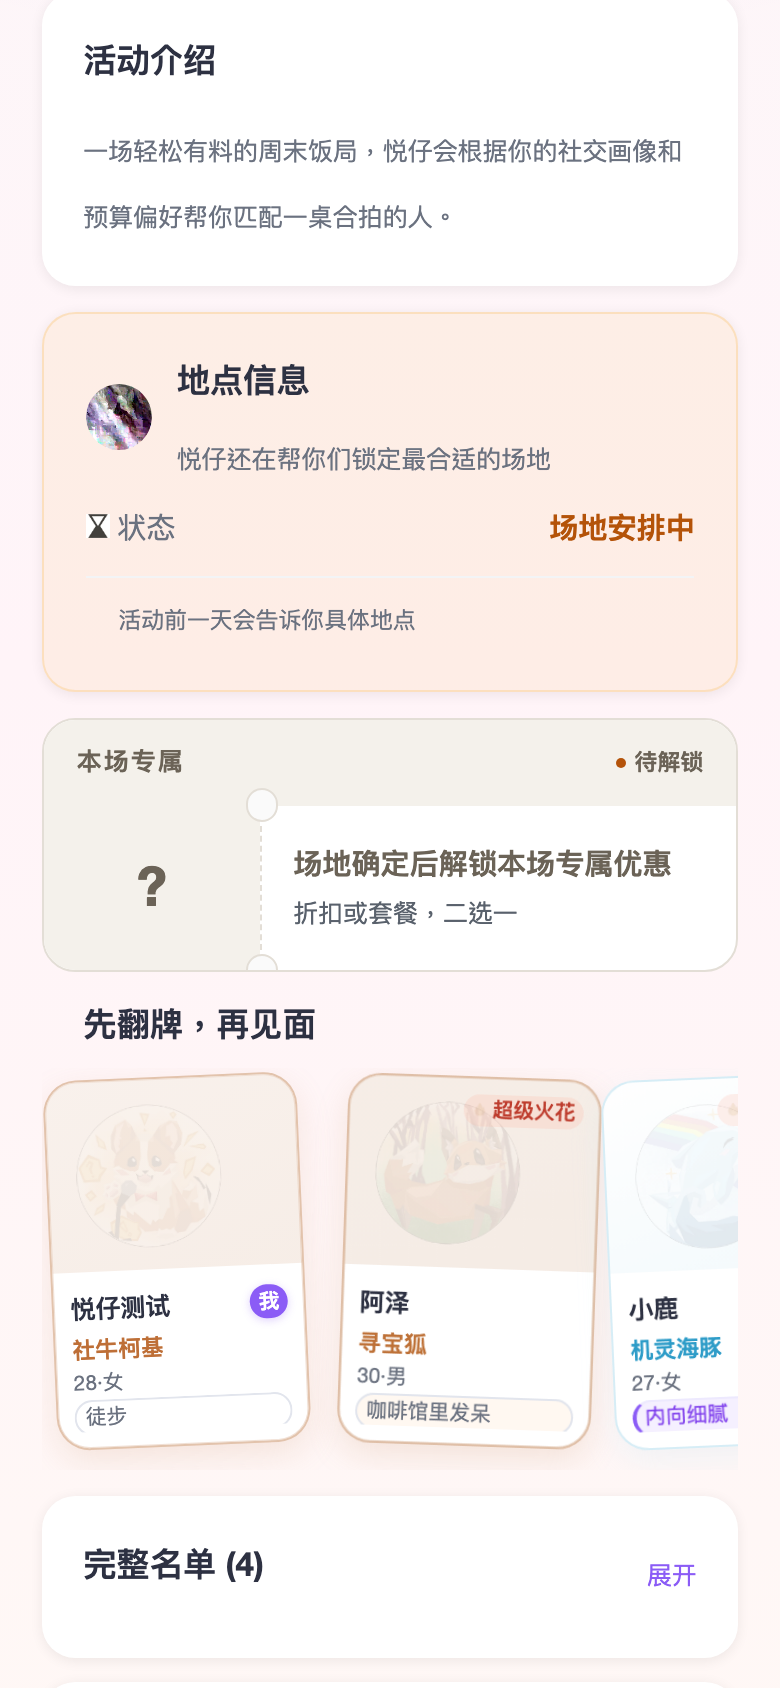 活动介绍
一场轻松有料的周末饭局，悦仔会根据你的社交画像和
预算偏好帮你匹配一桌合拍的人。
地点信息
悦仔还在帮你们锁定最合适的场地
状态
场地安排中
活动前一天会告诉你具体地点
本场专属
待解锁
?
场地确定后解锁本场专属优惠
折扣或套餐，二选一
先翻牌，再见面
悦仔测试
我
社牛柯基
28·女
徒步
超级火花
阿泽
寻宝狐
30·男
咖啡馆里发呆
小鹿
机灵海豚
27·女
内向细腻
完整名单 (4)
展开